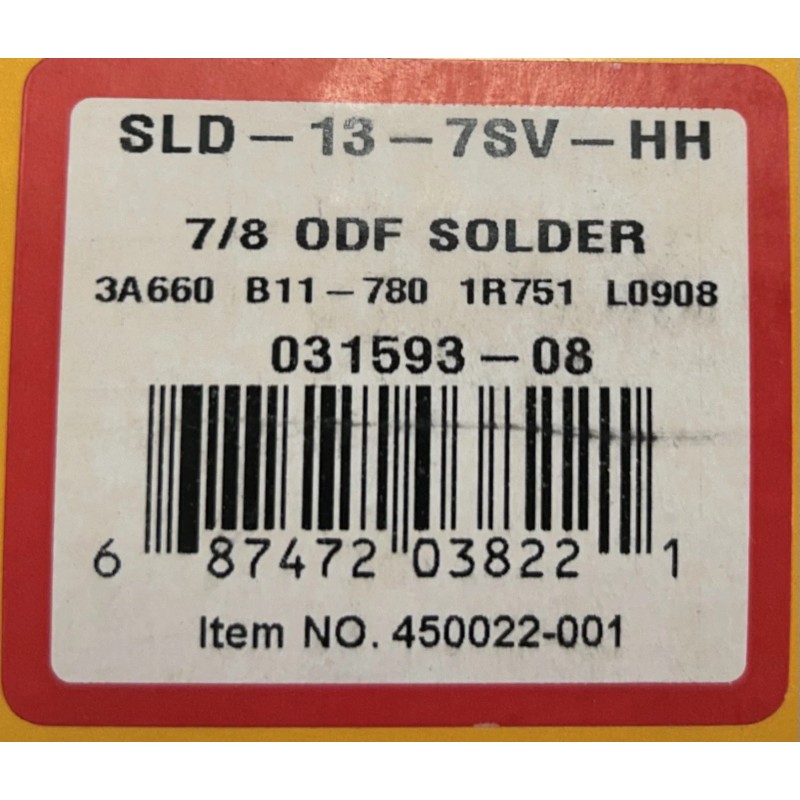 SLD-13-7SV-HH
7/8 ODF SOLDER
3A660 B11-780 1R751 L0908
031593-08
6 87472 03822 1
Item NO. 450022-001